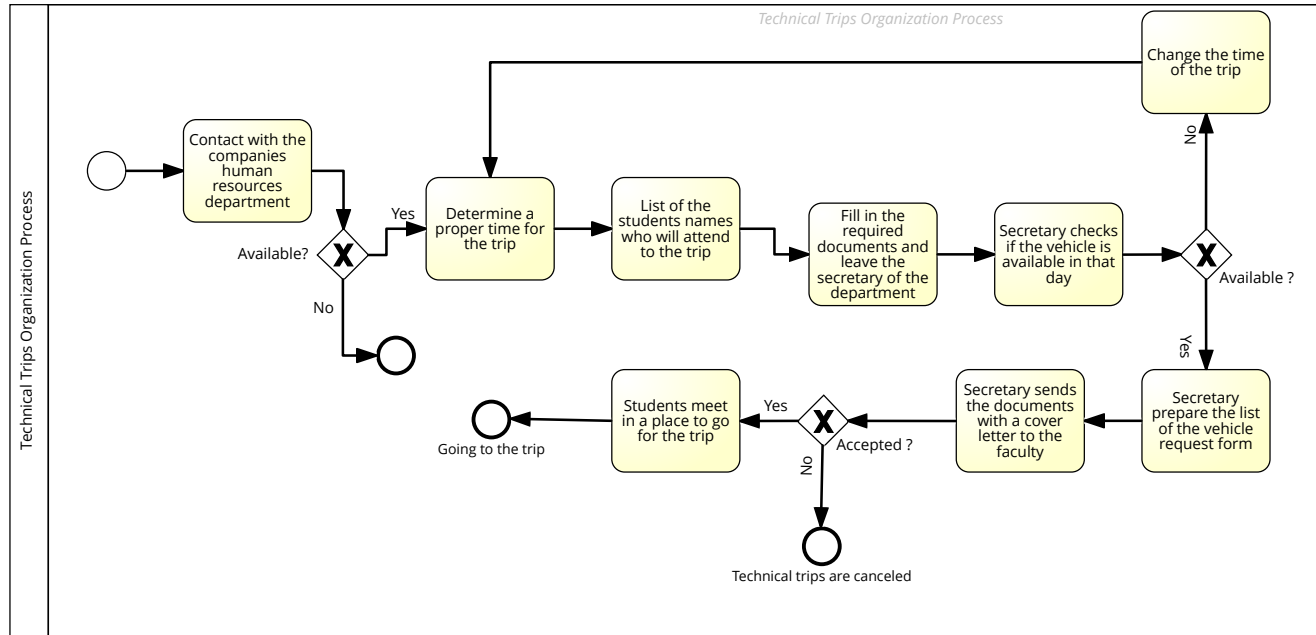 Technical Trips Organization Process
Technical Trips Organization Process
Change the time
of the trip
No
Contact with the
companies
human
resources
department
Available?
Yes
No
Determine a
proper time for
the trip
List of the
students names
who will attend
to the trip
Fill in the
required
documents and
leave the
secretary of the
department
Secretary checks
if the vehicle is
available in that
day
Available ?
Yes
Secretary
prepare the list
of the vehicle
request form
Secretary sends
the documents
with a cover
letter to the
faculty
Accepted ?
Yes
No
Students meet
in a place to go
for the trip
Going to the trip
Technical trips are canceled